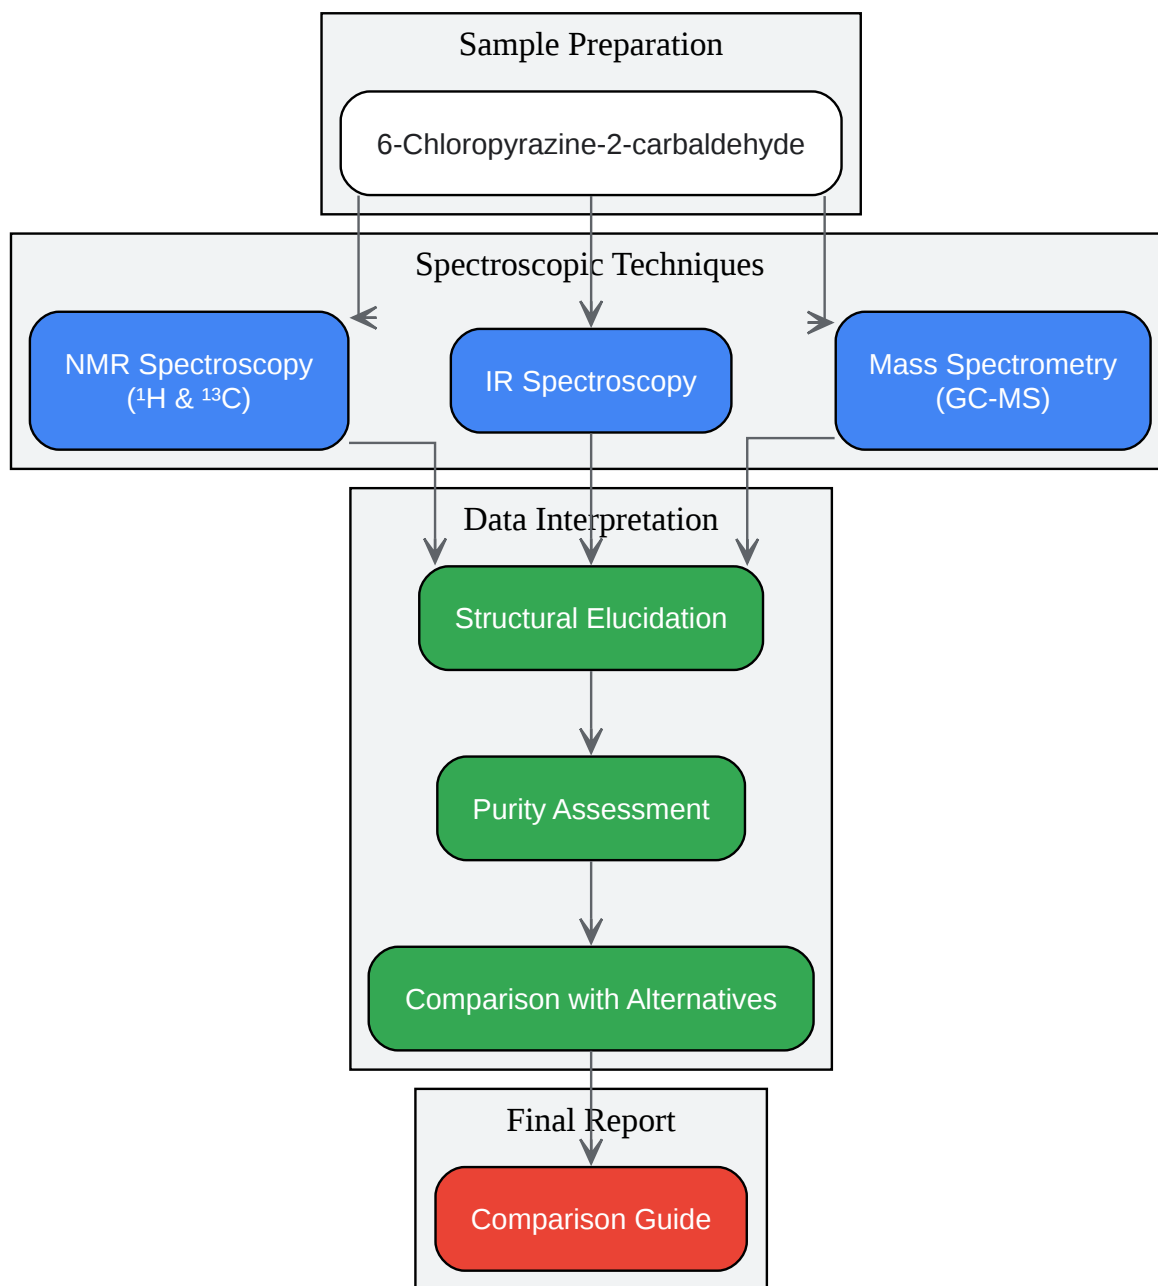 Sample Preparation
6-Chloropyrazine-2-carbaldehyde
Spectroscopic Techniques
NMR Spectroscopy
(¹H & ¹³C)
IR Spectroscopy
Mass Spectrometry
(GC-MS)
Data Interpretation
Structural Elucidation
Purity Assessment
Comparison with Alternatives
Final Report
Comparison Guide